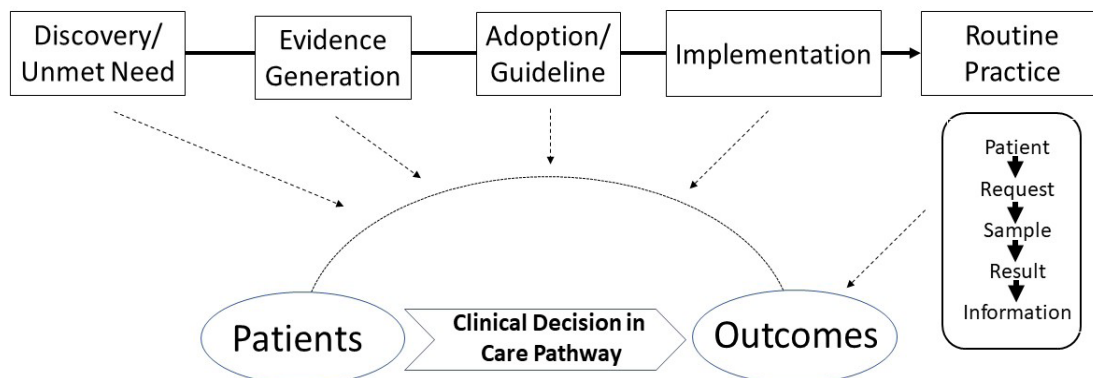 Discovery/
Unmet Need
Evidence
Generation
Adoption/
Guideline
Implementation
Routine
Practice
Patient
Request
Sample
Result
Information
Patients
Clinical Decision in
Care Pathway
Outcomes